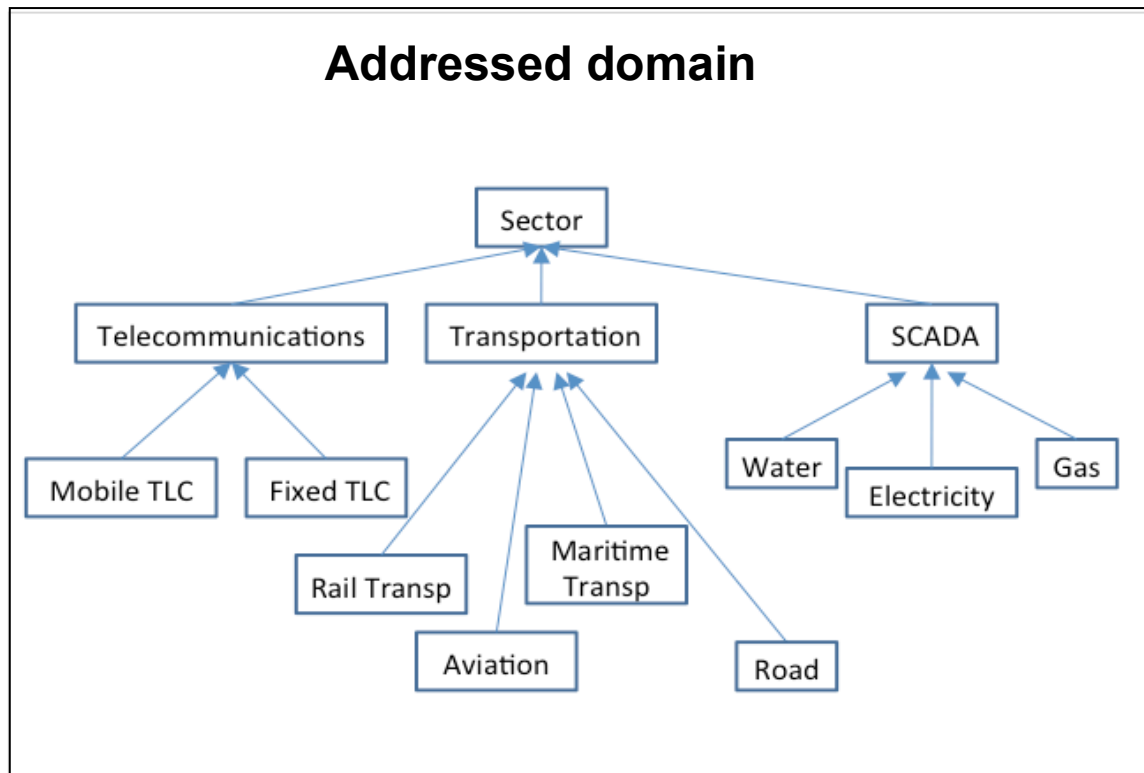 Addressed domain
Sector
Telecommunications
Transportation
SCADA
Mobile TLC
Fixed TLC
Water
Electricity
Gas
Rail Transp
Maritime
Transp
Aviation
Road